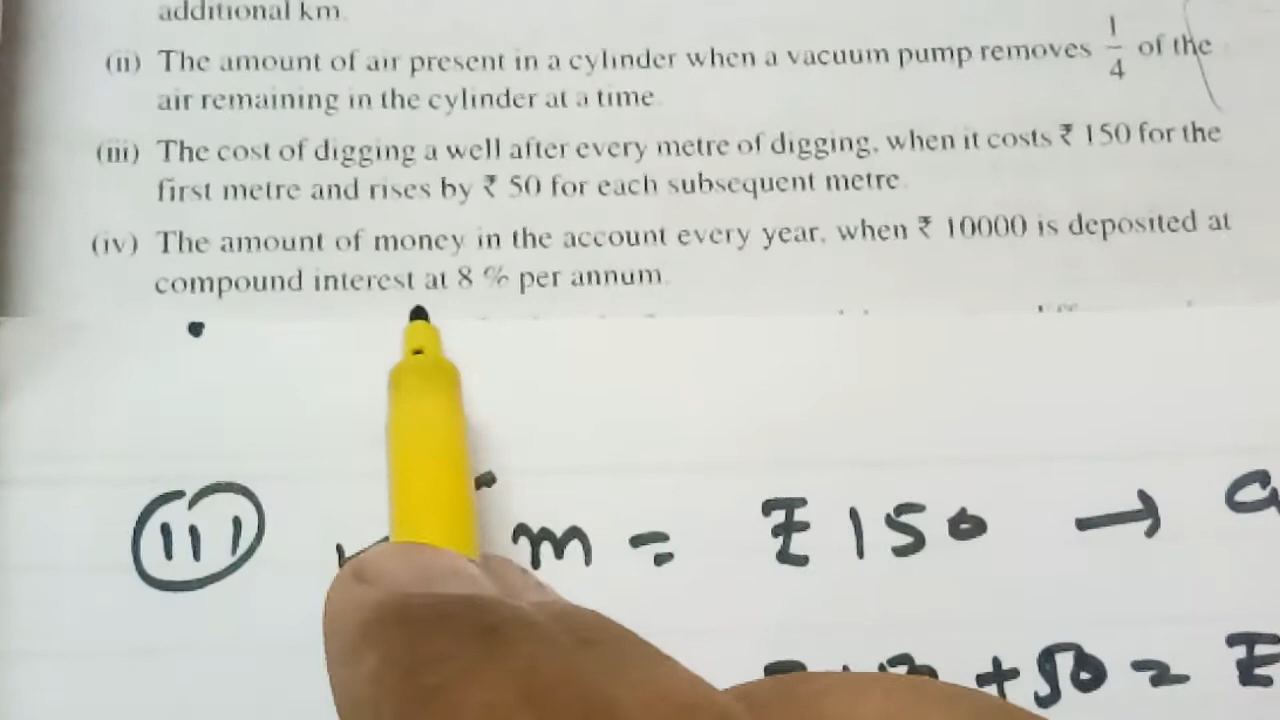 additional km.
(ii) The amount of air present in a cylinder when a vacuum pump removes 1/4 of the
air remaining in the cylinder at a time.
(iii) The cost of digging a well after every metre of digging, when it costs ₹ 150 for the
first metre and rises by ₹ 50 for each subsequent metre.
(iv) The amount of money in the account every year, when ₹ 10000 is deposited at
compound interest at 8 % per annum.
(iii) m = ₹150 → a
+50 = ₹